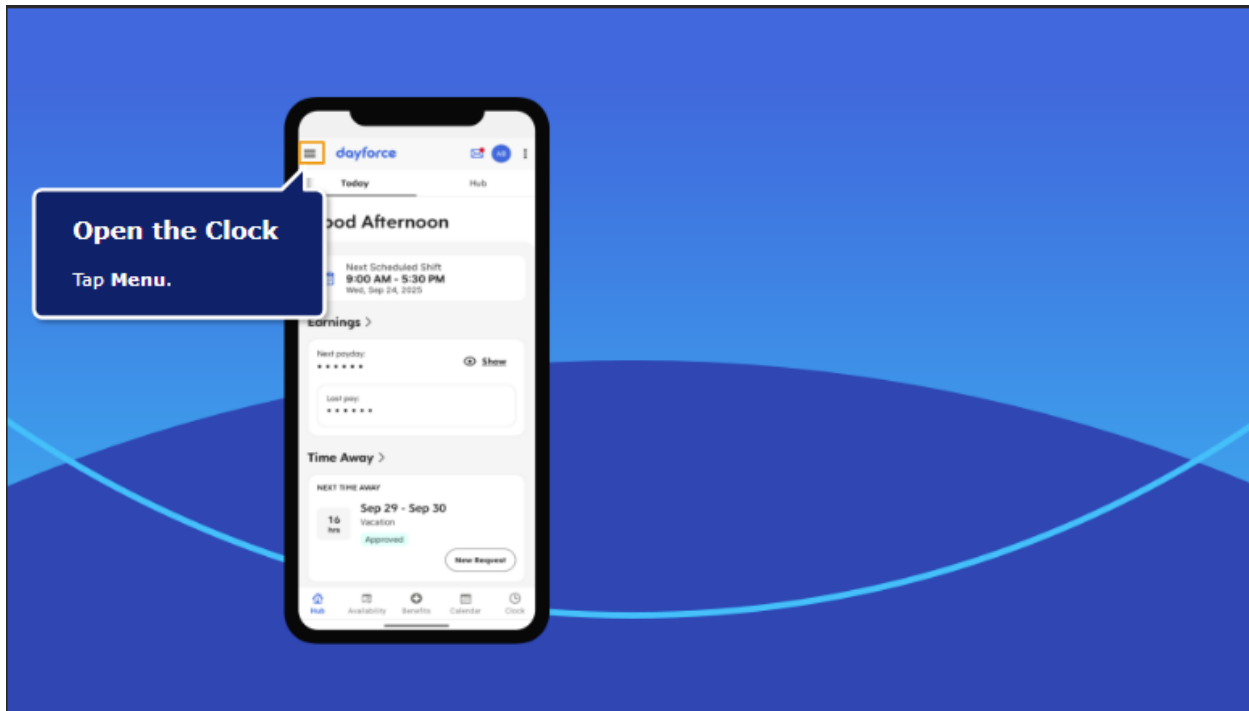 dayforce
AB
Today
Hub
Open the Clock
Tap Menu.
ood Afternoon
Next Scheduled Shift
9:00 AM - 5:30 PM
Wed, Sep 24, 2025
Earnings >
Next payday:
******
Show
Last pay:
******
Time Away >
NEXT TIME AWAY
16
hrs
Sep 29 - Sep 30
Vacation
Approved
New Request
Hub
Availability
Benefits
Calendar
Clock